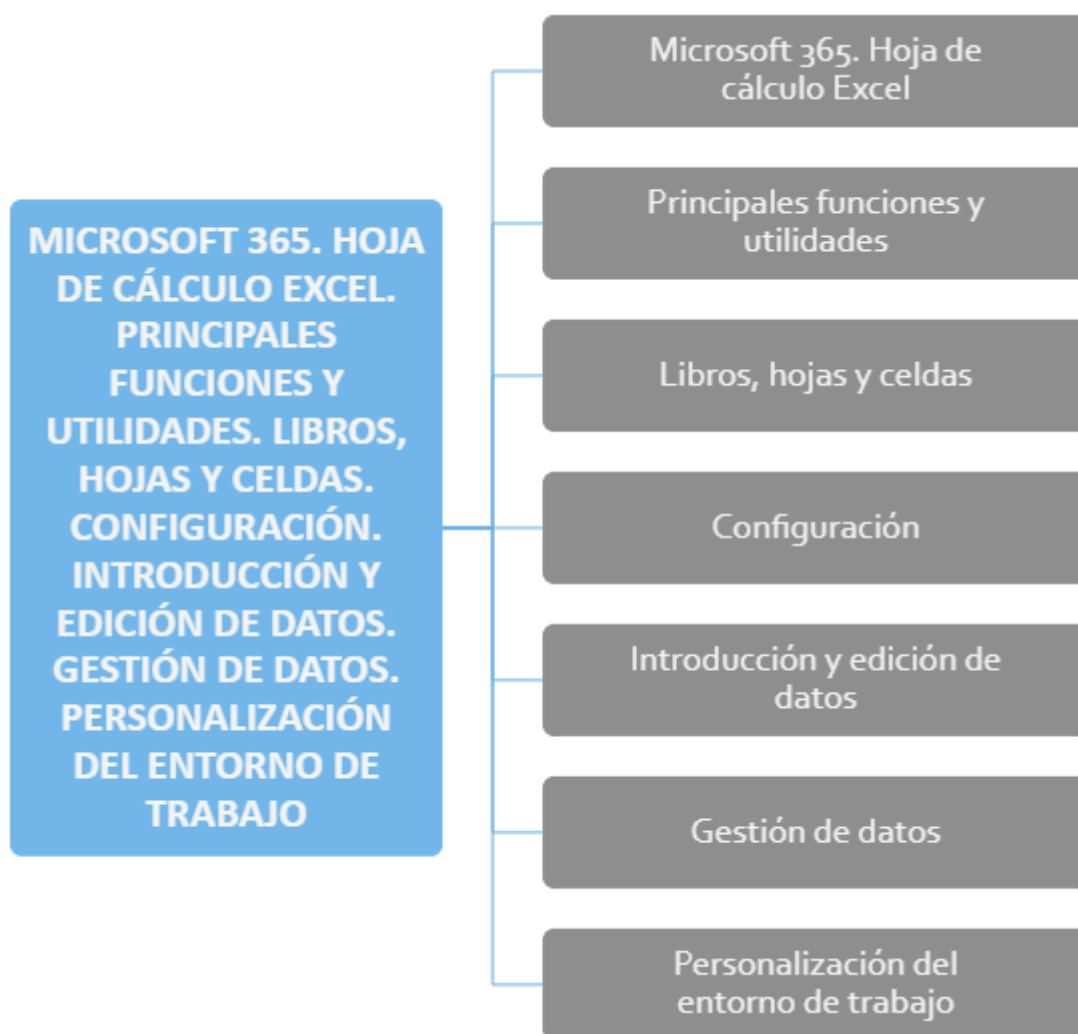 MICROSOFT 365. HOJA
DE CÁLCULO EXCEL.
PRINCIPALES
FUNCIONES Y
UTILIDADES. LIBROS,
HOJAS Y CELDAS.
CONFIGURACIÓN.
INTRODUCCIÓN Y
EDICIÓN DE DATOS.
GESTIÓN DE DATOS.
PERSONALIZACIÓN
DEL ENTORNO DE
TRABAJO
Microsoft 365. Hoja de
cálculo Excel
Principales funciones y
utilidades
Libros, hojas y celdas
Configuración
Introducción y edición de
datos
Gestión de datos
Personalización del
entorno de trabajo